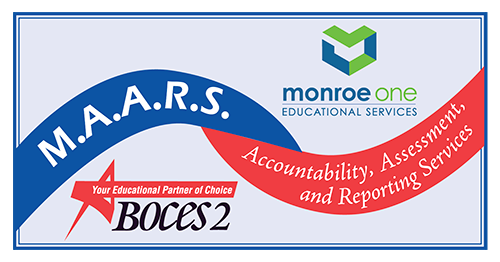 M.A.A.R.S.
monroe one
EDUCATIONAL SERVICES
Accountability, Assessment,
and Reporting Services
Your Educational Partner of Choice
BOCES 2